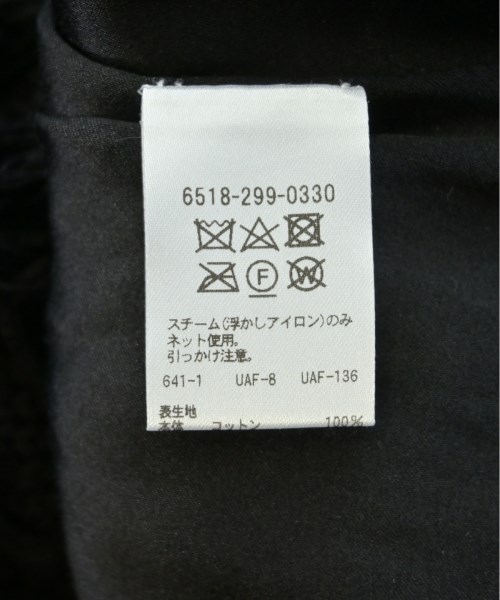 6518-299-0330
F W
スチーム(浮かしアイロン)のみ
ネット使用。
引っかけ注意。
641-1 UAF-8 UAF-136
表生地
本体 コットン 100%